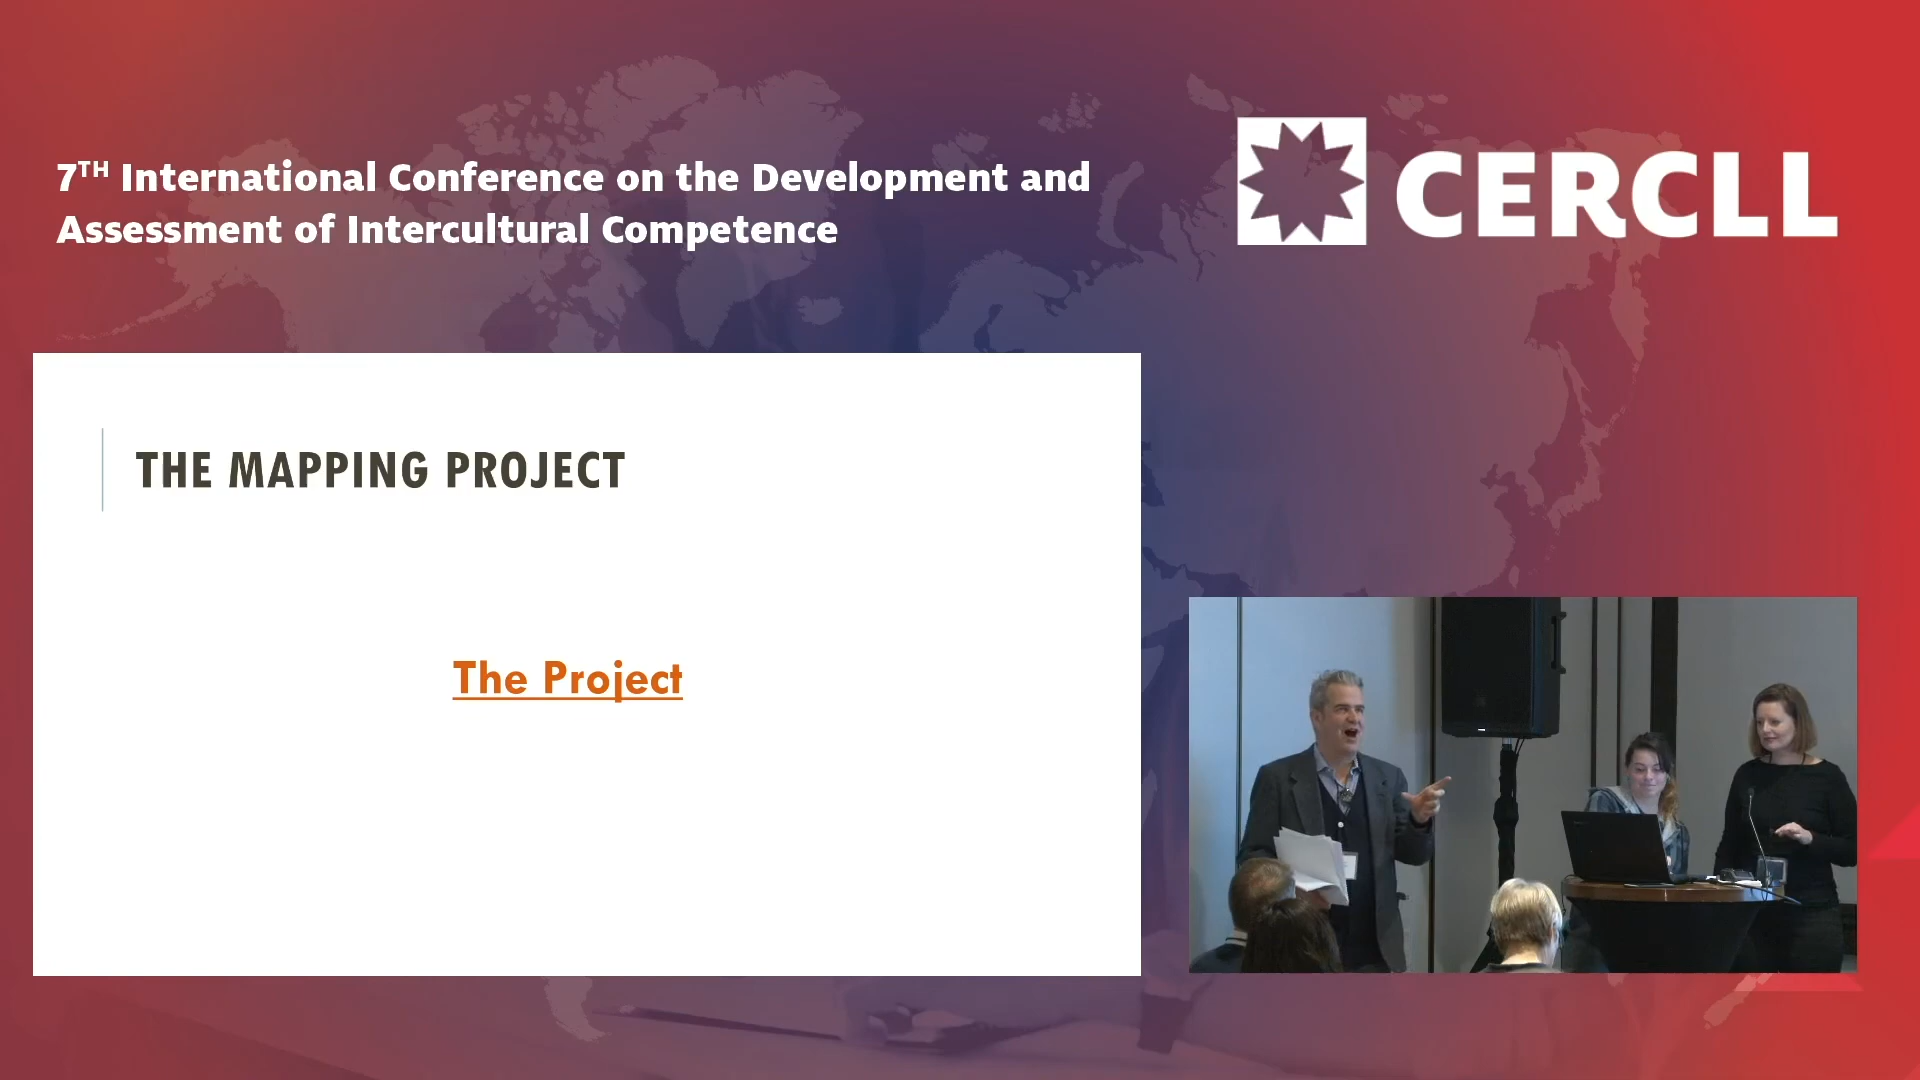 7TH International Conference on the Development and
Assessment of Intercultural Competence
CERCLL
THE MAPPING PROJECT
The Project